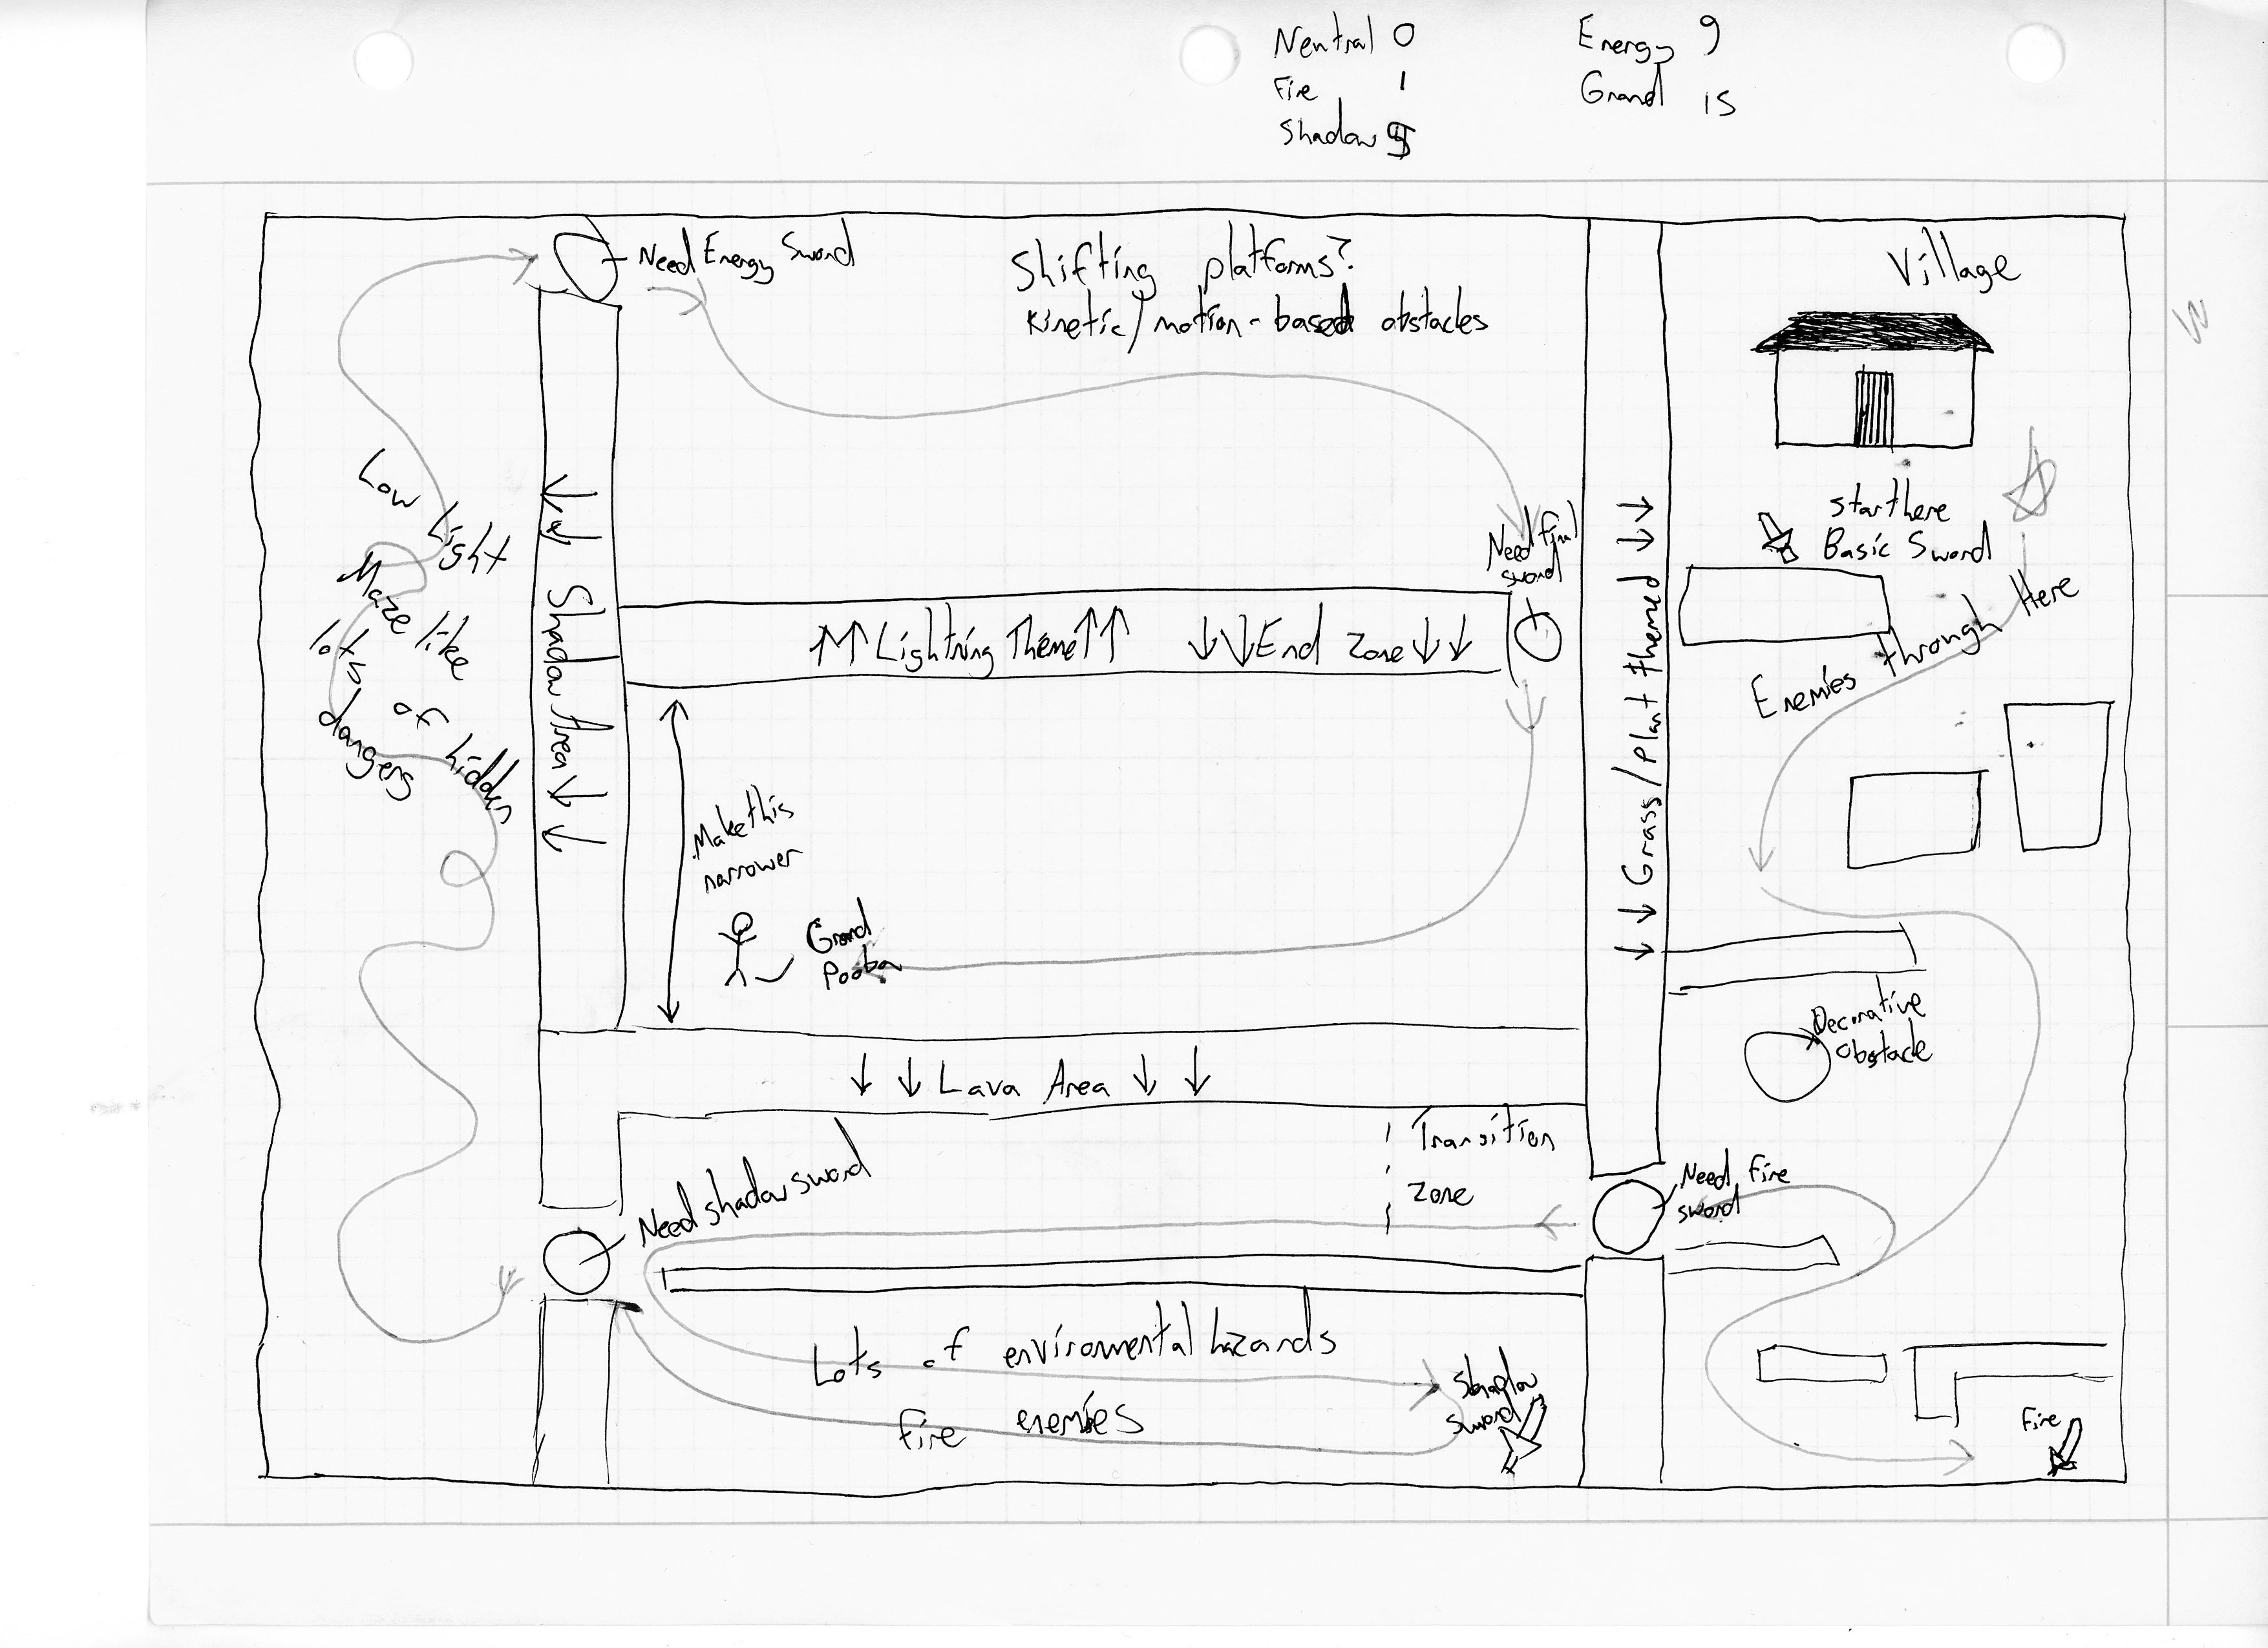 Neutral 0
Fire 1
Shadow
Energy 9
Grand 15
Need Energy Sword
Shifting platforms?
Kinetic/motion-based obstacles
Village
Low Light
Maze like
lots of hidden
dangers
↓↓ Shadow Area ↓↓
start here
Basic Sword
Need final
sword
Enemies through Here
↑↑ Lightning Theme ↑↑ ↓↓ End Zone ↓↓
↓↓ Grass/Plant themed ↓↓
Make this
narrower
Grand
Pooba
Decorative
obstacle
↓ ↓ Lava Area ↓ ↓
Transition
Zone
Need shadow sword
Need Fire
sword
Lots of enviromental hazards
fire enemies
Shadow
sword
Fire